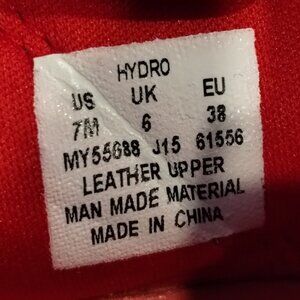 HYDRO
US UK EU
7M 6 38
MY55688 J15 61556
LEATHER UPPER
MAN MADE MATERIAL
MADE IN CHINA